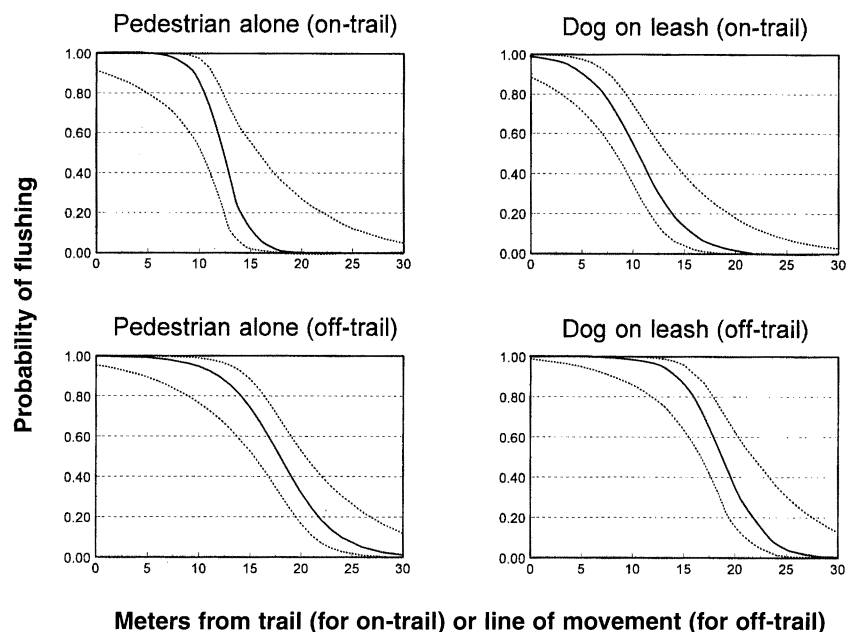 Pedestrian alone (on-trail)
Dog on leash (on-trail)
1.00
0.80
0.60
0.40
0.20
0.00
0 5 10 15 20 25 30
1.00
0.80
0.60
0.40
0.20
0.00
0 5 10 15 20 25 30
Pedestrian alone (off-trail)
Dog on leash (off-trail)
1.00
0.80
0.60
0.40
0.20
0.00
0 5 10 15 20 25 30
1.00
0.80
0.60
0.40
0.20
0.00
0 5 10 15 20 25 30
Probability of flushing
Meters from trail (for on-trail) or line of movement (for off-trail)